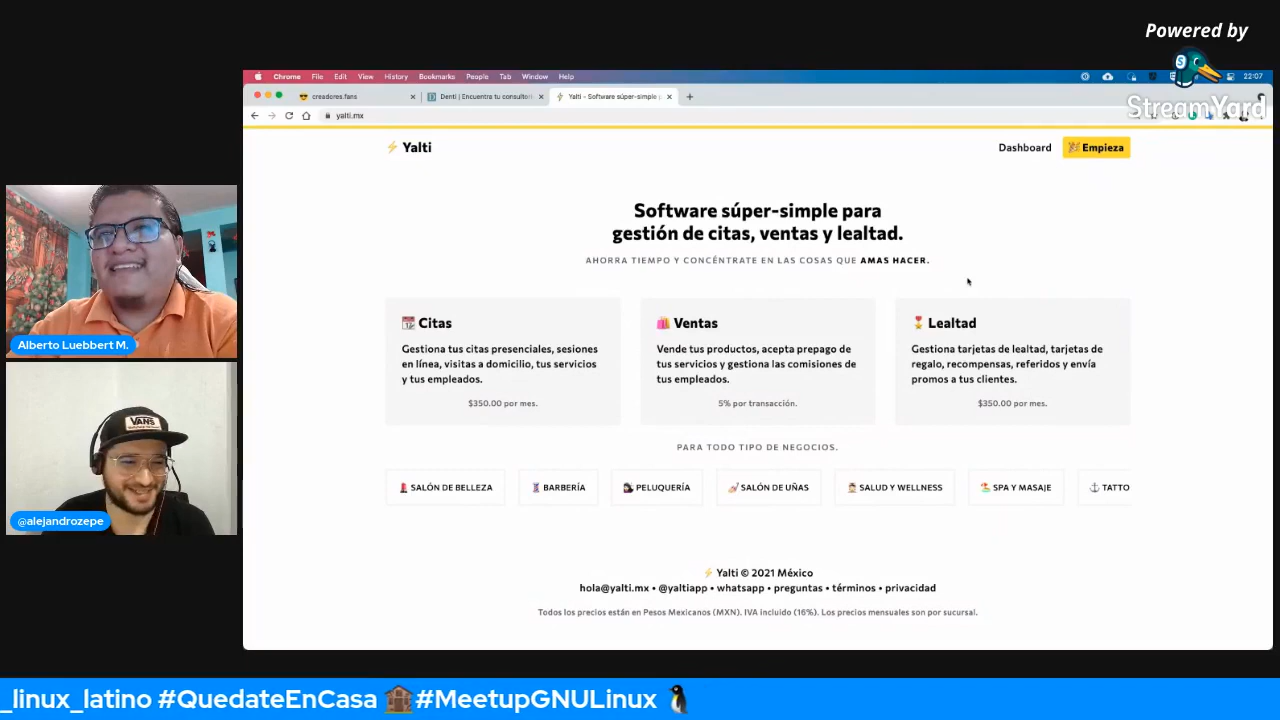 Powered by
StreamYard
Chrome File Edit View History Bookmarks People Tab Window Help
22:07
creadores.fans
Denti | Encuentra tu consultori
Yalti - Software súper-simple
yalti.mx
⚡ Yalti
Dashboard
Empieza
Software súper-simple para
gestión de citas, ventas y lealtad.
AHORRA TIEMPO Y CONCÉNTRATE EN LAS COSAS QUE AMAS HACER.
Citas
Gestiona tus citas presenciales, sesiones
en línea, visitas a domicilio, tus servicios
y tus empleados.
$350.00 por mes.
Ventas
Vende tus productos, acepta prepago de
tus servicios y gestiona las comisiones de
tus empleados.
5% por transacción.
Lealtad
Gestiona tarjetas de lealtad, tarjetas de
regalo, recompensas, referidos y envía
promos a tus clientes.
$350.00 por mes.
PARA TODO TIPO DE NEGOCIOS.
SALÓN DE BELLEZA
BARBERÍA
PELUQUERÍA
SALÓN DE UÑAS
SALUD Y WELLNESS
SPA Y MASAJE
TATTO
⚡ Yalti © 2021 México
hola@yalti.mx • @yaltiapp • whatsapp • preguntas • términos • privacidad
Todos los precios están en Pesos Mexicanos (MXN). IVA incluido (16%). Los precios mensuales son por sucursal.
Alberto Luebbert M.
VANS
@alejandrozepe
_linux_latino #QuedateEnCasa 🏚️#MeetupGNULinux 🐧